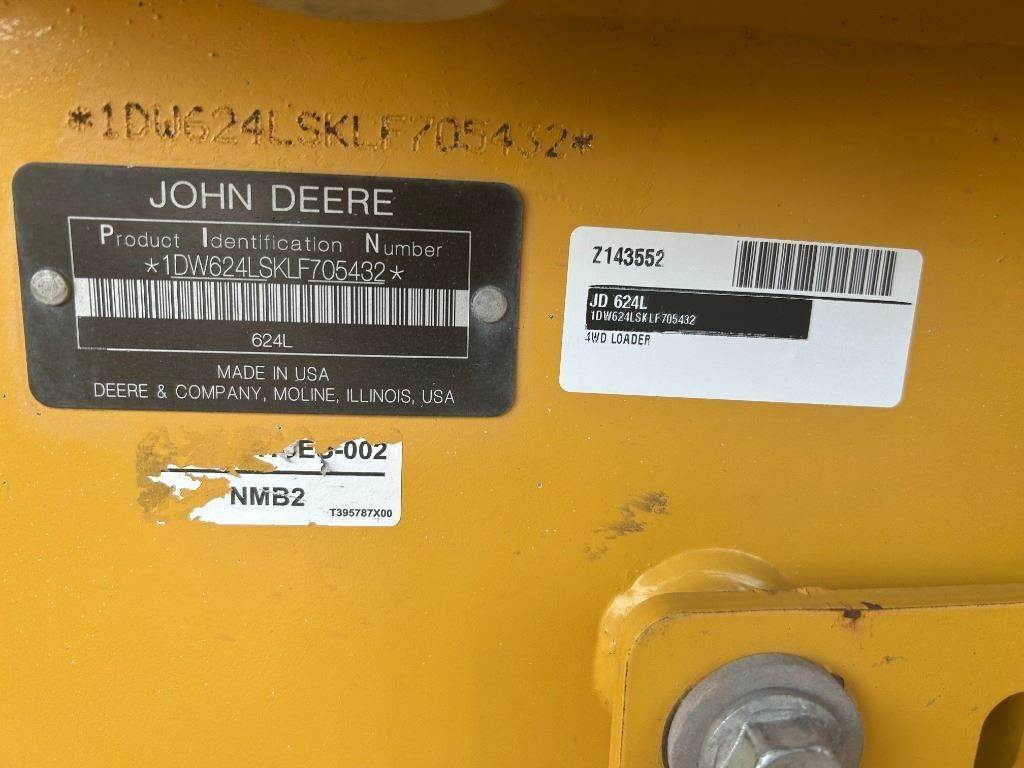 *1DW624LSKLF705432*
JOHN DEERE
Product Identification Number
*1DW624LSKLF705432*
624L
MADE IN USA
DEERE & COMPANY, MOLINE, ILLINOIS, USA
Z143552
JD 624L
1DW624LSKLF705432
4WD LOADER
-002
NMB2
T395787X00